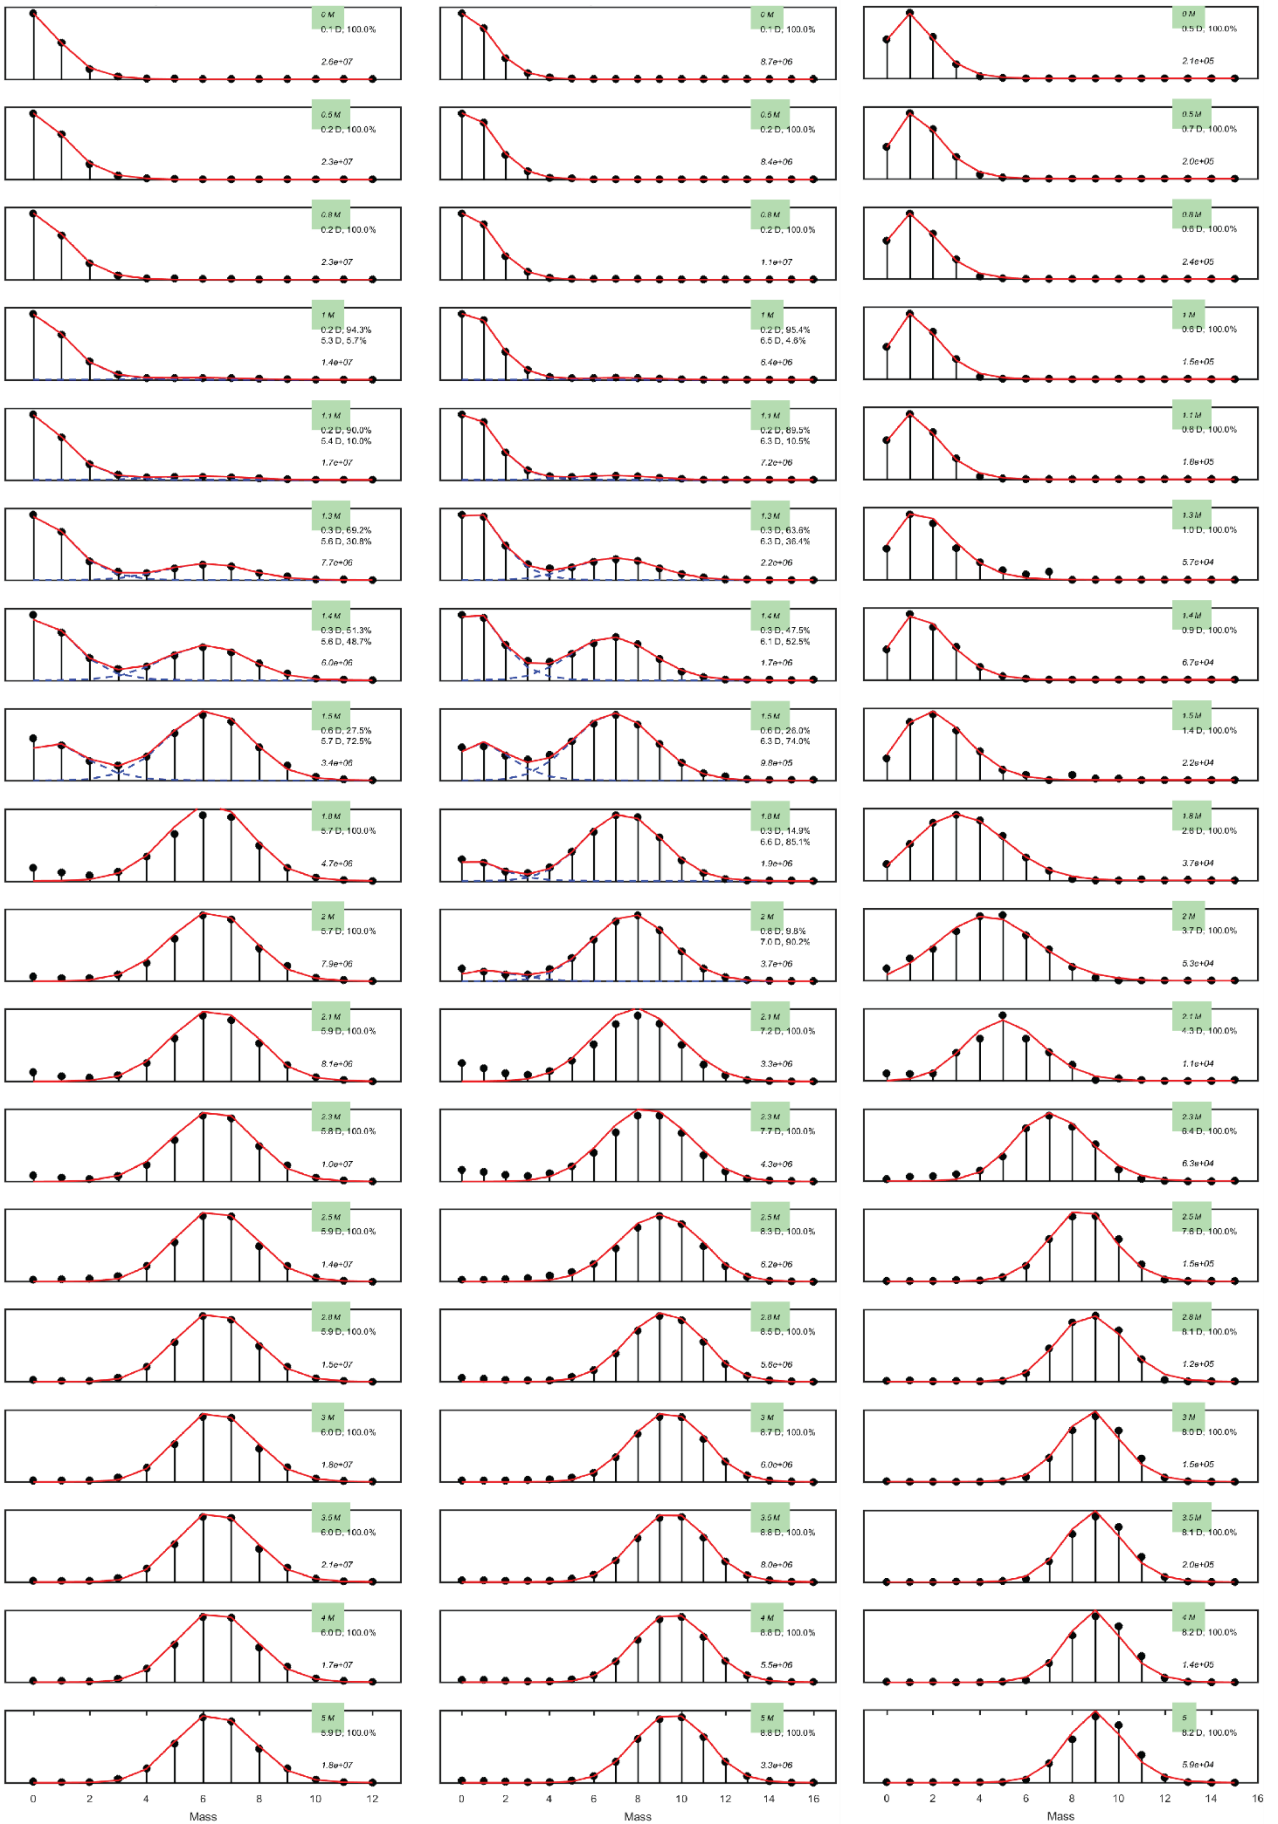 0 M
0.1 D, 100.0%
2.6e+07
0 M
0.1 D, 100.0%
8.7e+06
0 M
0.5 D, 100.0%
2.1e+05
0.5 M
0.2 D, 100.0%
2.3e+07
0.5 M
0.2 D, 100.0%
8.4e+06
0.5 M
0.7 D, 100.0%
2.0e+05
0.8 M
0.2 D, 100.0%
2.3e+07
0.8 M
0.2 D, 100.0%
1.1e+07
0.8 M
0.6 D, 100.0%
2.4e+05
1 M
0.2 D, 94.3%
5.3 D, 5.7%
1.4e+07
1 M
0.2 D, 95.4%
6.5 D, 4.6%
6.4e+06
1 M
0.6 D, 100.0%
1.5e+05
1.1 M
0.2 D, 90.0%
5.4 D, 10.0%
1.7e+07
1.1 M
0.2 D, 89.5%
6.3 D, 10.5%
7.2e+06
1.1 M
0.6 D, 100.0%
1.8e+05
1.3 M
0.3 D, 69.2%
5.6 D, 30.8%
7.7e+06
1.3 M
0.3 D, 63.6%
6.3 D, 36.4%
2.2e+06
1.3 M
1.0 D, 100.0%
5.7e+04
1.4 M
0.3 D, 51.3%
5.6 D, 48.7%
6.0e+06
1.4 M
0.3 D, 47.5%
6.1 D, 52.5%
1.7e+06
1.4 M
0.9 D, 100.0%
6.7e+04
1.5 M
0.6 D, 27.5%
5.7 D, 72.5%
3.4e+06
1.5 M
0.6 D, 26.0%
6.3 D, 74.0%
9.8e+05
1.5 M
1.4 D, 100.0%
2.2e+04
1.8 M
5.7 D, 100.0%
4.7e+06
1.8 M
0.3 D, 14.9%
6.6 D, 85.1%
1.9e+06
1.8 M
2.6 D, 100.0%
3.7e+04
2 M
5.7 D, 100.0%
7.9e+06
2 M
0.8 D, 9.8%
7.0 D, 90.2%
3.7e+06
2 M
3.7 D, 100.0%
5.3e+04
2.1 M
5.9 D, 100.0%
8.1e+06
2.1 M
7.2 D, 100.0%
3.3e+06
2.1 M
4.3 D, 100.0%
1.1e+04
2.3 M
5.8 D, 100.0%
1.0e+07
2.3 M
7.7 D, 100.0%
4.3e+06
2.3 M
6.4 D, 100.0%
6.3e+04
2.5 M
5.9 D, 100.0%
1.4e+07
2.5 M
8.3 D, 100.0%
6.2e+06
2.5 M
7.8 D, 100.0%
1.5e+05
2.8 M
5.9 D, 100.0%
1.5e+07
2.8 M
8.5 D, 100.0%
5.6e+06
2.8 M
8.1 D, 100.0%
1.2e+05
3 M
6.0 D, 100.0%
1.8e+07
3 M
8.7 D, 100.0%
6.0e+06
3 M
8.0 D, 100.0%
1.5e+05
3.5 M
6.0 D, 100.0%
2.1e+07
3.5 M
8.8 D, 100.0%
8.0e+06
3.5 M
8.1 D, 100.0%
2.0e+05
4 M
6.0 D, 100.0%
1.7e+07
4 M
8.8 D, 100.0%
5.5e+06
4 M
8.2 D, 100.0%
1.4e+05
5 M
5.9 D, 100.0%
1.8e+07
5 M
8.8 D, 100.0%
3.3e+06
5
8.2 D, 100.0%
5.9e+04
0 2 4 6 8 10 12
0 2 4 6 8 10 12 14 16
0 2 4 6 8 10 12 14 16
Mass
Mass
Mass